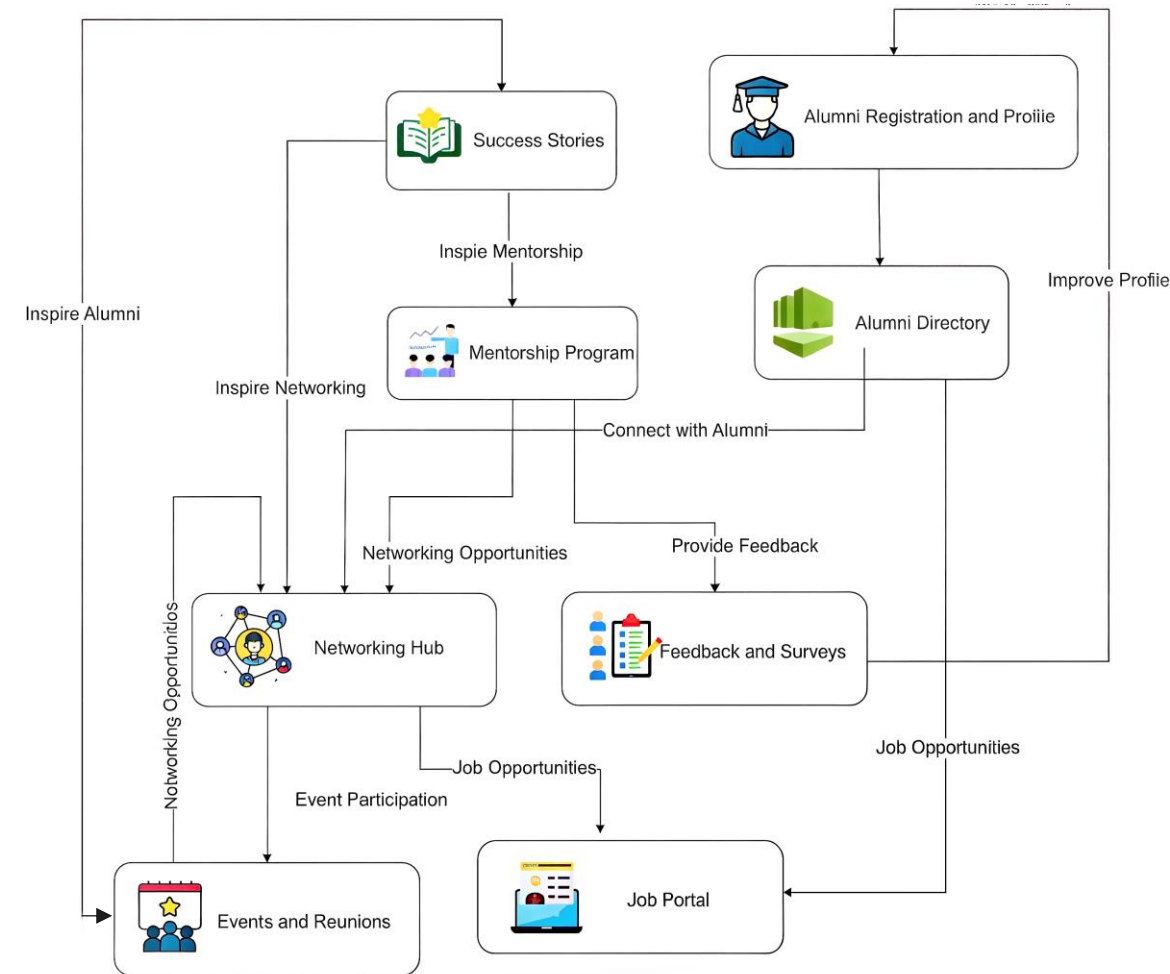 Success Stories
Alumni Registration and Proiiie
Inspie Mentorship
Improve Profiie
Inspire Alumni
Alumni Directory
Mentorship Program
Inspire Networking
Connect with Alumni
Networking Opportunities
Provide Feedback
Notworking Opportunitios
Networking Hub
Feedback and Surveys
Job Opportunities
Job Opportunities
Event Participation
Job Portal
Events and Reunions